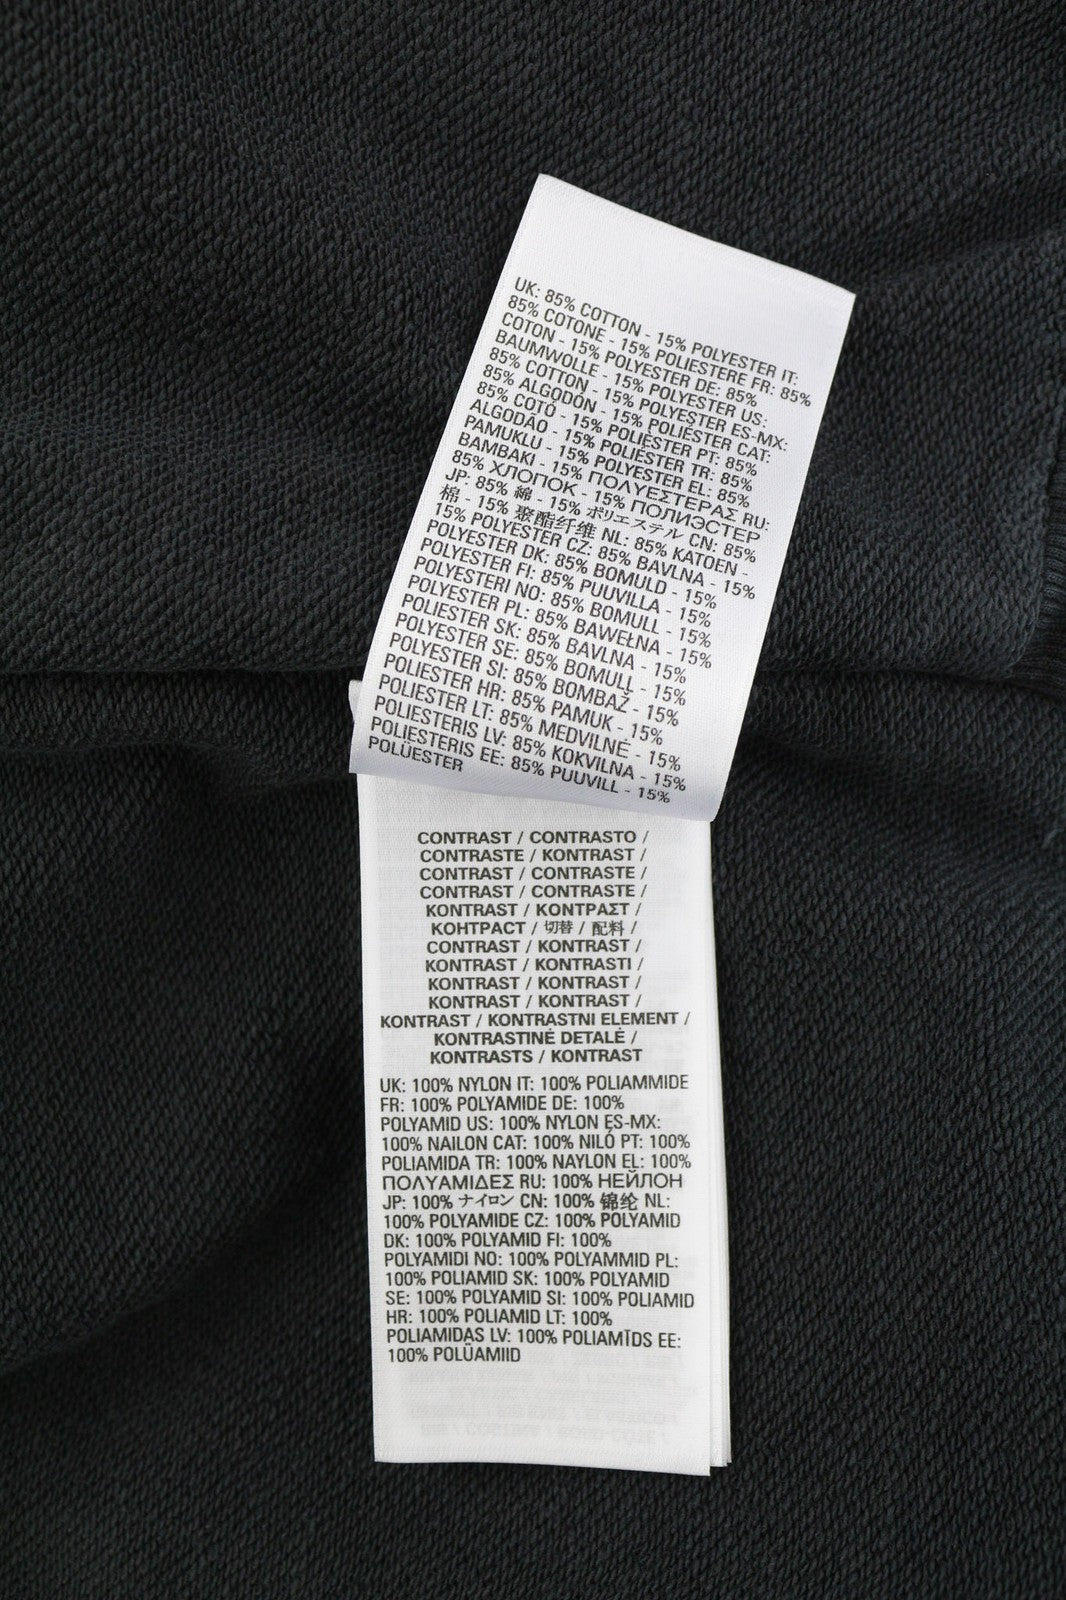 UK: 85% COTTON - 15% POLYESTER IT:
85% COTONE - 15% POLIESTERE FR: 85%
COTON - 15% POLYESTER DE: 85%
BAUMWOLLE - 15% POLYESTER US:
85% COTTON - 15% POLYESTER ES-MX:
85% ALGODÓN - 15% POLIÉSTER CAT:
85% COTÓ - 15% POLIÈSTER PT: 85%
ALGODÃO - 15% POLIÉSTER TR: 85%
PAMUKLU - 15% POLYESTER EL: 85%
BAMBAKI - 15% ΠΟΛΥΕΣΤΕΡΑΣ RU:
85% ХЛОПОК - 15% ПОЛИЭСТЕР
JP: 85% 綿 - 15% ポリエステル CN: 85%
棉 - 15% 聚酯纤维 NL: 85% KATOEN -
15% POLYESTER CZ: 85% BAVLNA - 15%
POLYESTER DK: 85% BOMULD - 15%
POLYESTER FI: 85% PUUVILLA - 15%
POLYESTERI NO: 85% BOMULL - 15%
POLYESTER PL: 85% BAWEŁNA - 15%
POLIESTER SK: 85% BAVLNA - 15%
POLYESTER SE: 85% BOMULL - 15%
POLYESTER SI: 85% BOMBAŽ - 15%
POLIESTER HR: 85% PAMUK - 15%
POLIESTER LT: 85% MEDVILNĖ - 15%
POLIESTERIS LV: 85% KOKVILNA - 15%
POLIESTERIS EE: 85% PUUVILL - 15%
POLÜESTER
CONTRAST / CONTRASTO /
CONTRASTE / KONTRAST /
CONTRAST / CONTRASTE /
CONTRAST / CONTRASTE /
KONTRAST / ΚΟΝΤΡΑΣΤ /
КОНТРАСТ / 切替 / 配料 /
CONTRAST / KONTRAST /
KONTRAST / KONTRASTI /
KONTRAST / KONTRAST /
KONTRAST / KONTRAST /
KONTRAST / KONTRASTNI ELEMENT /
KONTRASTINĖ DETALĖ /
KONTRASTS / KONTRAST
UK: 100% NYLON IT: 100% POLIAMMIDE
FR: 100% POLYAMIDE DE: 100%
POLYAMID US: 100% NYLON ES-MX:
100% NAILON CAT: 100% NILÓ PT: 100%
POLIAMIDA TR: 100% NAYLON EL: 100%
ΠΟΛΥΑΜΙΔΕΣ RU: 100% НЕЙЛОН
JP: 100% ナイロン CN: 100% 锦纶 NL:
100% POLYAMIDE CZ: 100% POLYAMID
DK: 100% POLYAMID FI: 100%
POLYAMIDI NO: 100% POLYAMMID PL:
100% POLIAMID SK: 100% POLYAMID
SE: 100% POLYAMID SI: 100% POLIAMID
HR: 100% POLIAMID LT: 100%
POLIAMIDAS LV: 100% POLIAMĪDS EE:
100% POLÜAMIID